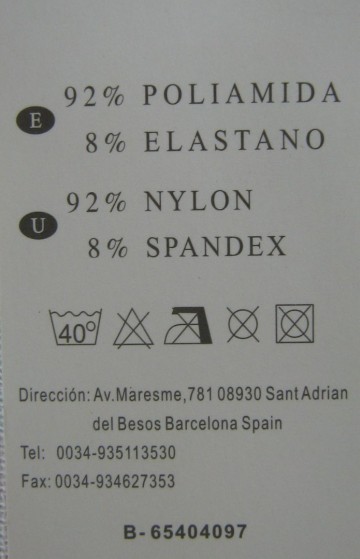 E 92% POLIAMIDA
8% ELASTANO
U 92% NYLON
8% SPANDEX
40°
Dirección: Av.Maresme,781 08930 Sant Adrian
del Besos Barcelona Spain
Tel: 0034-935113530
Fax: 0034-934627353
B- 65404097